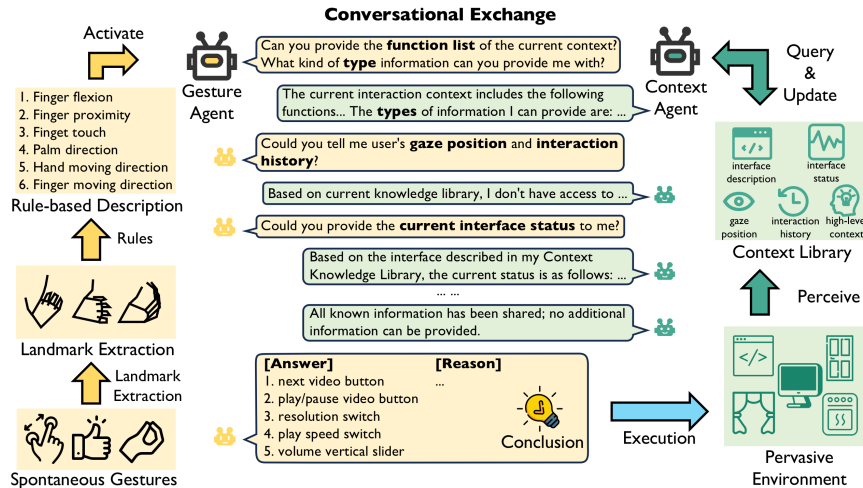 Conversational Exchange
Activate
Gesture
Agent
Can you provide the function list of the current context?
What kind of type information can you provide me with?
Context
Agent
Query
&
Update
The current interaction context includes the following
functions... The types of information I can provide are: ...
1. Finger flexion
2. Finger proximity
3. Finget touch
4. Palm direction
5. Hand moving direction
6. Finger moving direction
Rule-based Description
Could you tell me user's gaze position and interaction
history?
Based on current knowledge library, I don't have access to ...
Could you provide the current interface status to me?
Based on the interface described in my Context
Knowledge Library, the current status is as follows: ...
... ...
All known information has been shared; no additional
information can be provided.
interface
description
interface
status
gaze
position
interaction
history
high-level
context
Context Library
Rules
Landmark Extraction
Perceive
Landmark
Extraction
Spontaneous Gestures
[Answer]
1. next video button
2. play/pause video button
3. resolution switch
4. play speed switch
5. volume vertical slider
[Reason]
...
Conclusion
Execution
</>
Pervasive
Environment